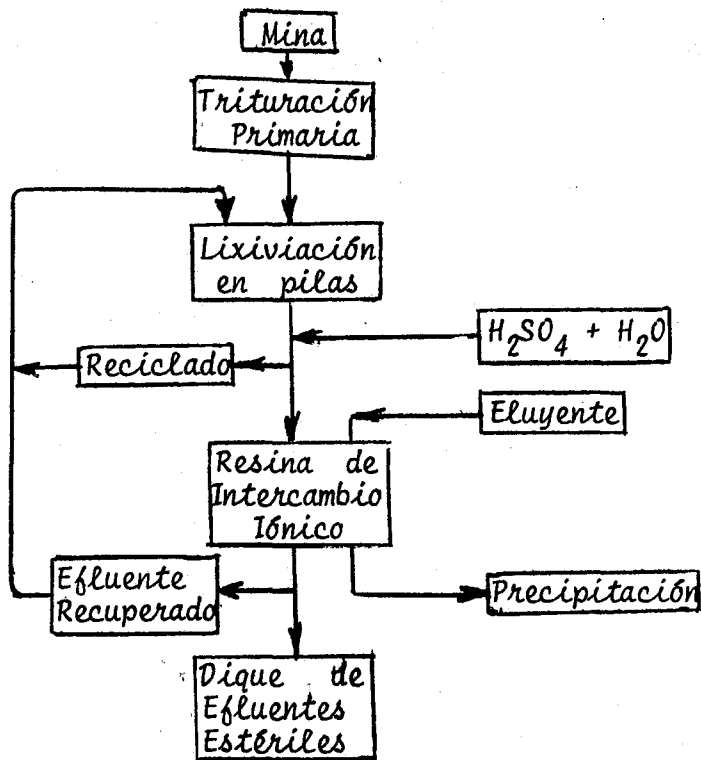 Mina
Trituración
Primaria
Lixiviación
en pilas
H₂SO₄ + H₂O
Reciclado
Eluyente
Resina de
Intercambio
Iónico
Efluente
Recuperado
Precipitación
Dique de
Efluentes
Estériles